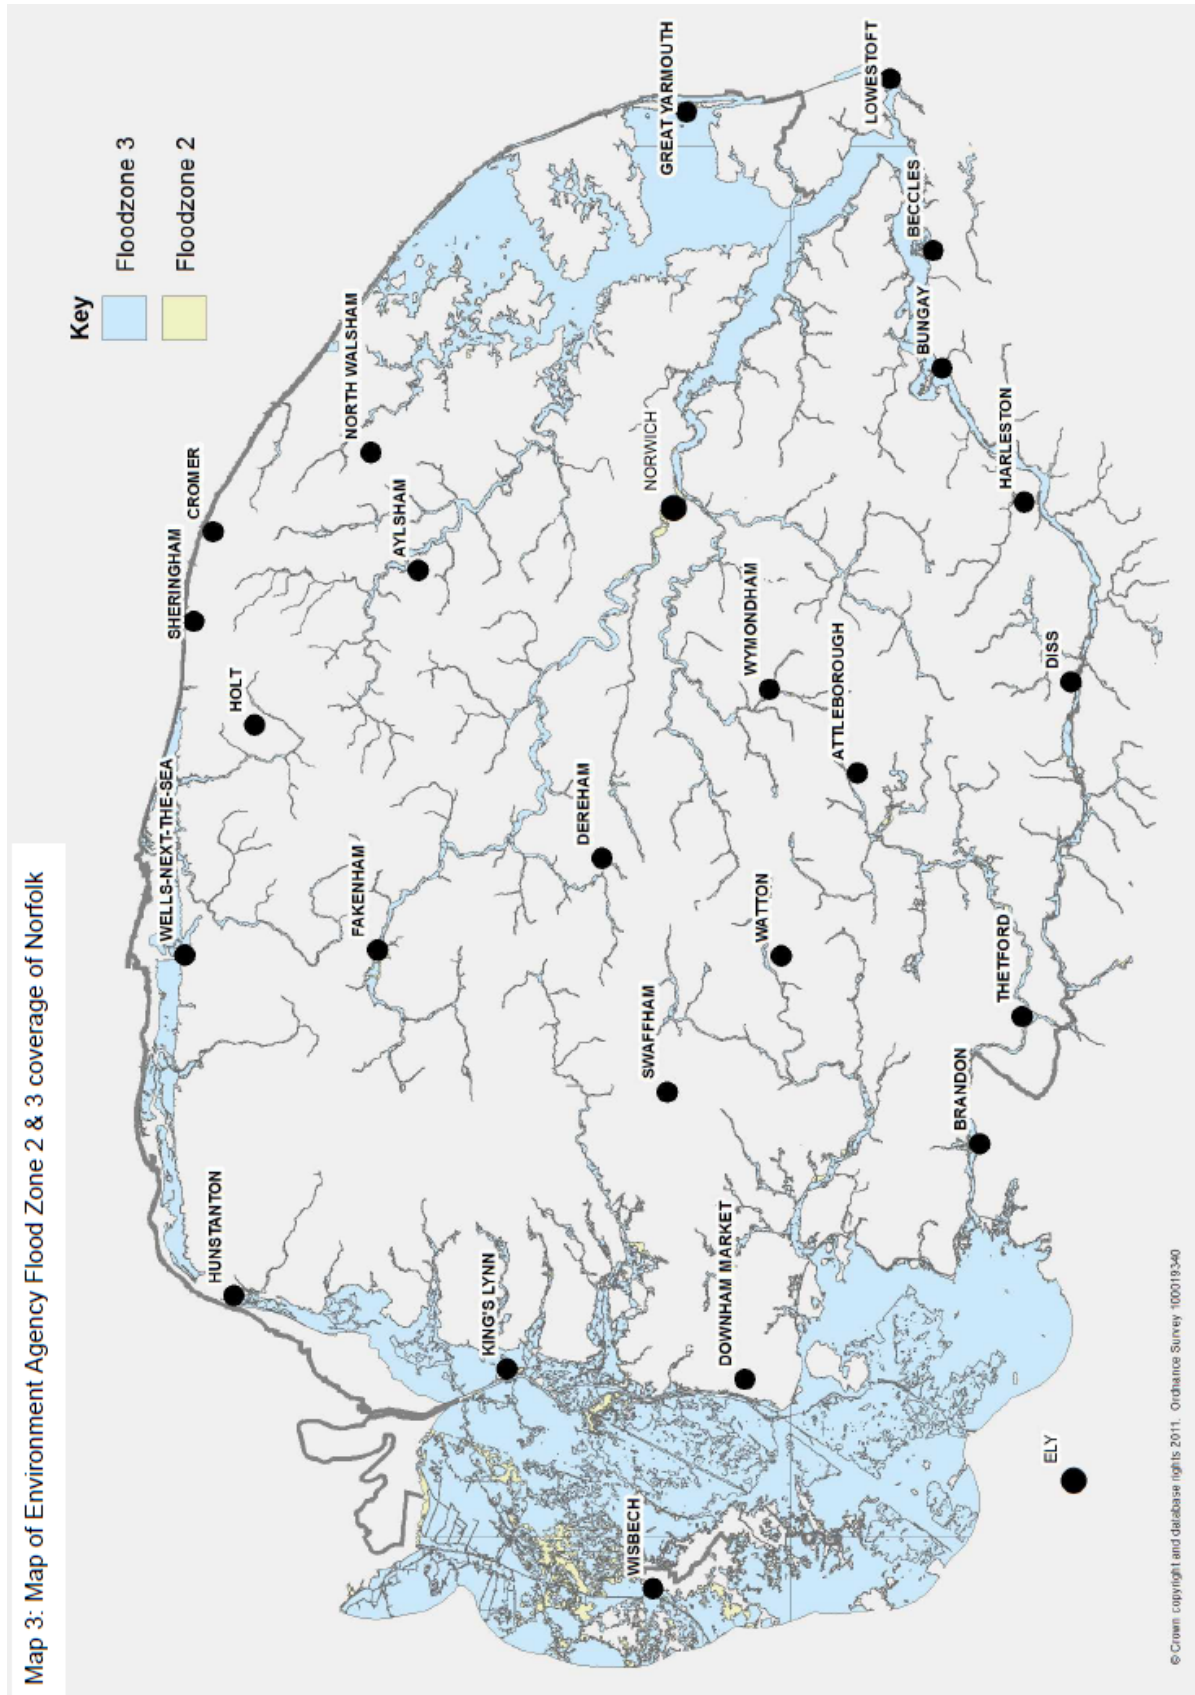 Map 3: Map of Environment Agency Flood Zone 2 & 3 coverage of Norfolk
Key
Floodzone 3
Floodzone 2
SHERINGHAM
CROMER
WELLS-NEXT-THE-SEA
HOLT
HUNSTANTON
NORTH WALSHAM
FAKENHAM
AYLSHAM
KING'S LYNN
DEREHAM
NORWICH
GREAT YARMOUTH
SWAFFHAM
WISBECH
DOWNHAM MARKET
WATTON
WYMONDHAM
ATTLEBOROUGH
LOWESTOFT
BECCLES
BUNGAY
BRANDON
THETFORD
HARLESTON
DISS
ELY
© Crown copyright and database rights 2011. Ordnance Survey 100019340